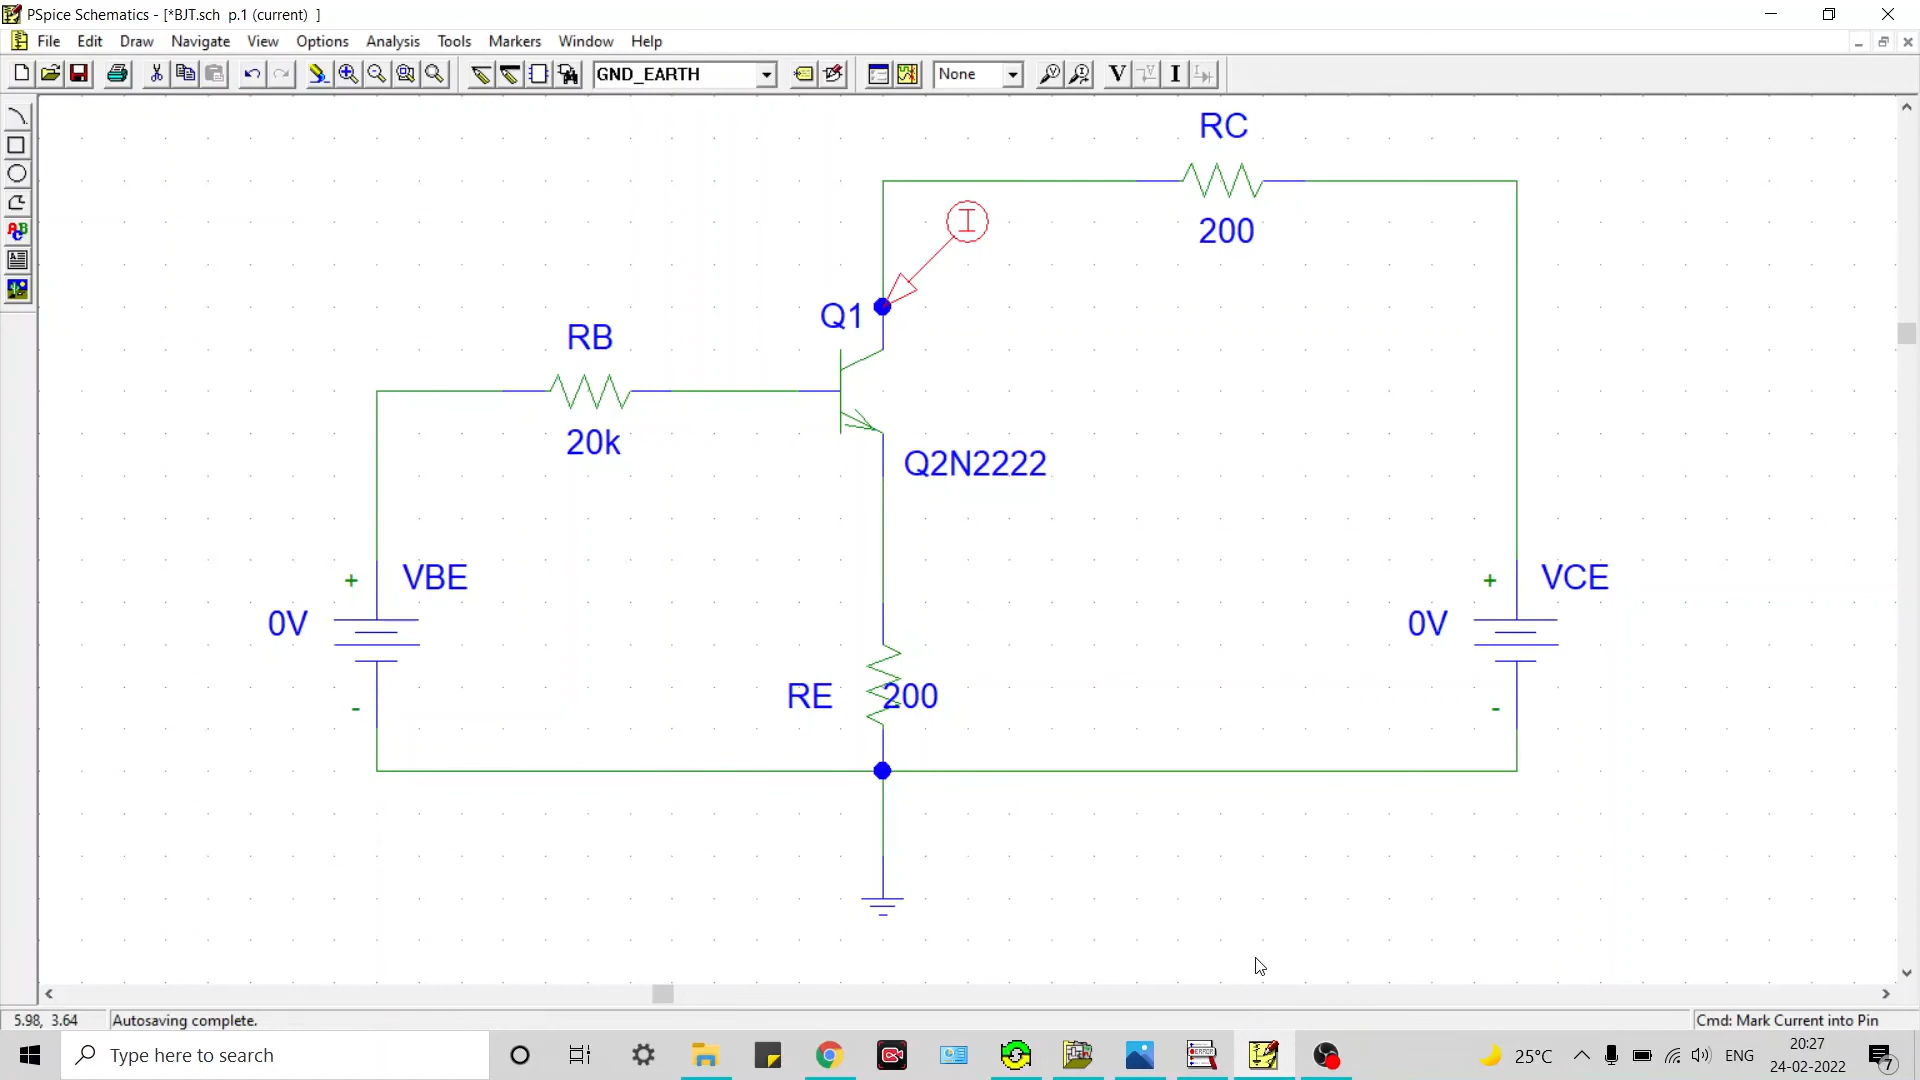 PSpice Schematics - [*BJT.sch p.1 (current) ]
File Edit Draw Navigate View Options Analysis Tools Markers Window Help
GND_EARTH None V V I I
ABC
RC
200
I
Q1
RB
20k
Q2N2222
+ VBE
0V
-
+ VCE
0V
-
RE 200
5.98, 3.64 Autosaving complete. Cmd: Mark Current into Pin
Type here to search
25°C ENG 20:27
24-02-2022
7